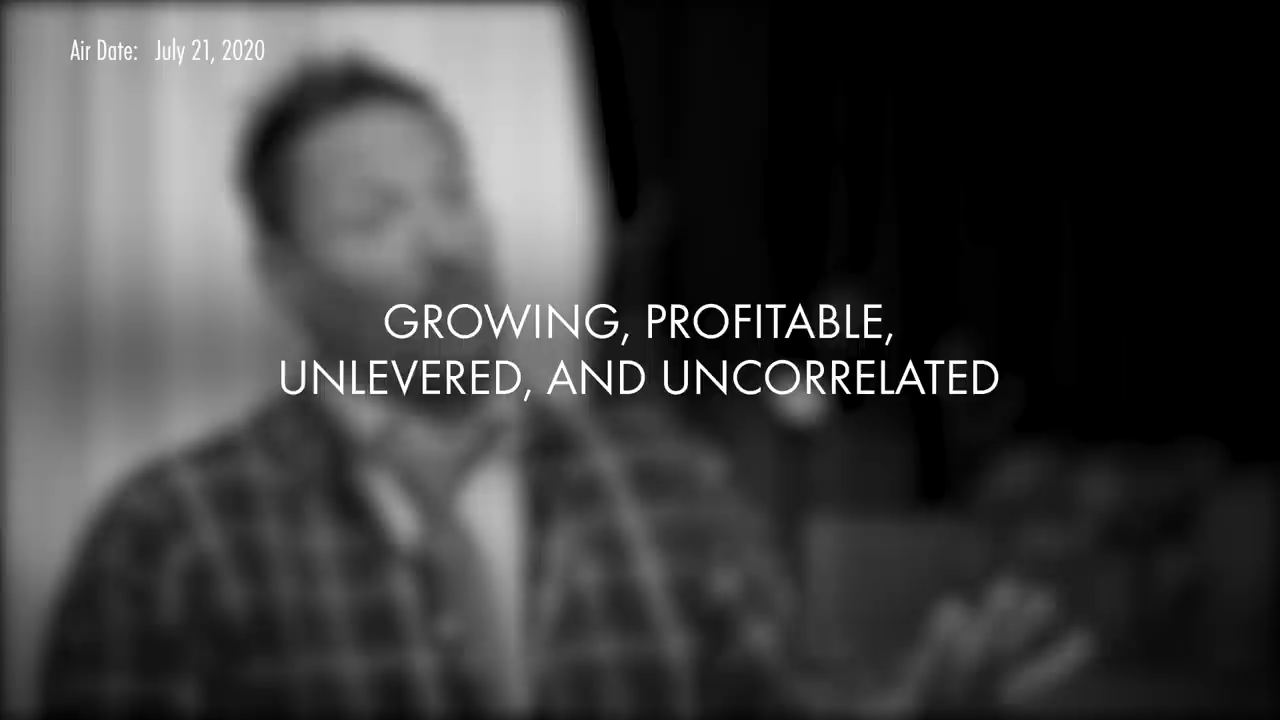 Air Date: July 21, 2020
GROWING, PROFITABLE,
UNLEVERED, AND UNCORRELATED